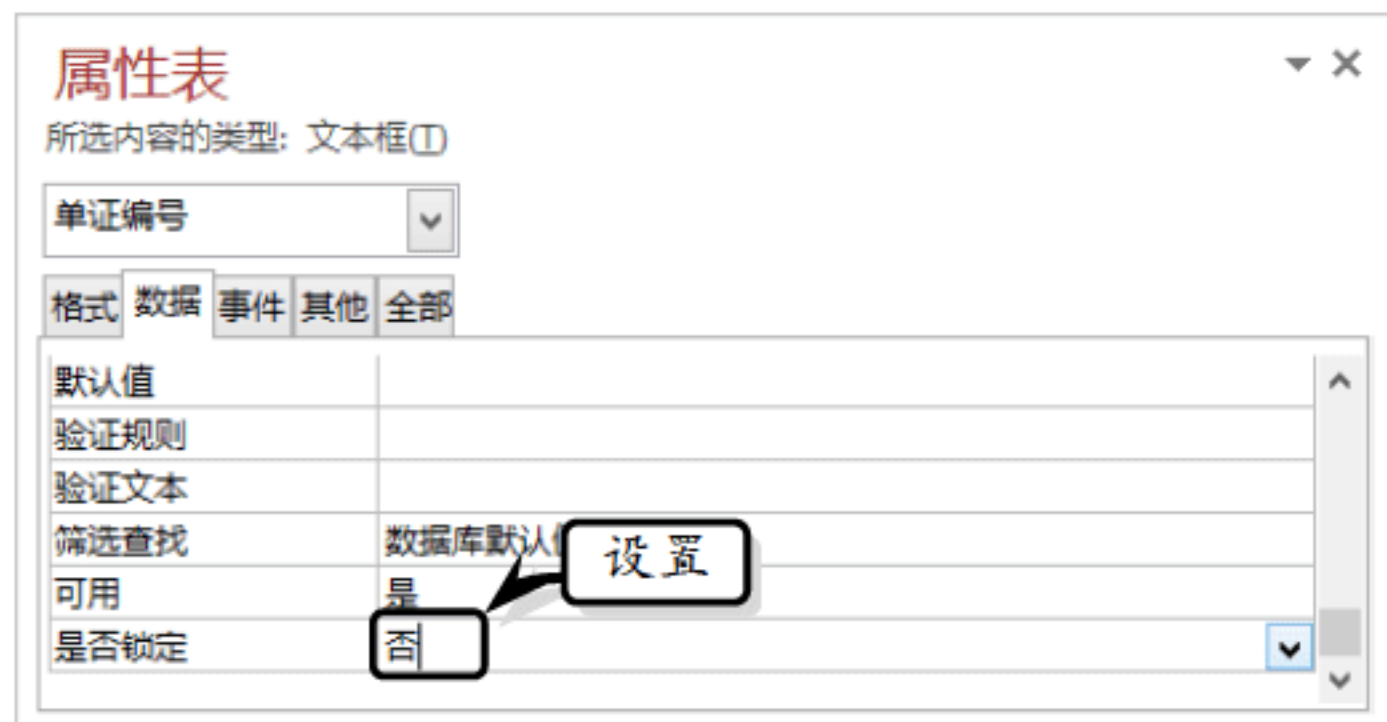 属性表
所选内容的类型: 文本框(T)
单证编号
格式 数据 事件 其他 全部
默认值
验证规则
验证文本
筛选查找 数据库默认
设置
可用 是
是否锁定 否